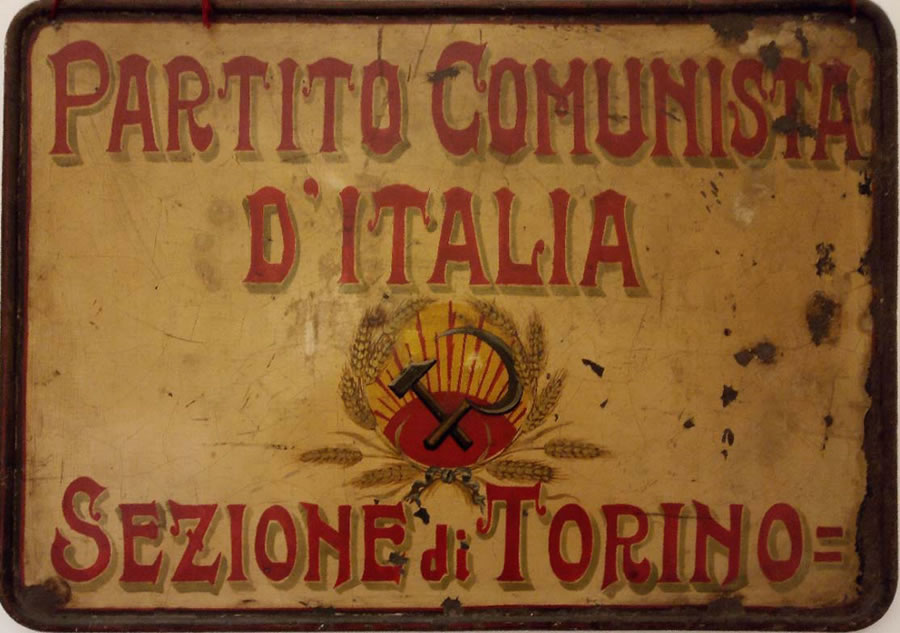 PARTITO COMUNISTA
D'ITALIA
SEZIONE di TORINO=